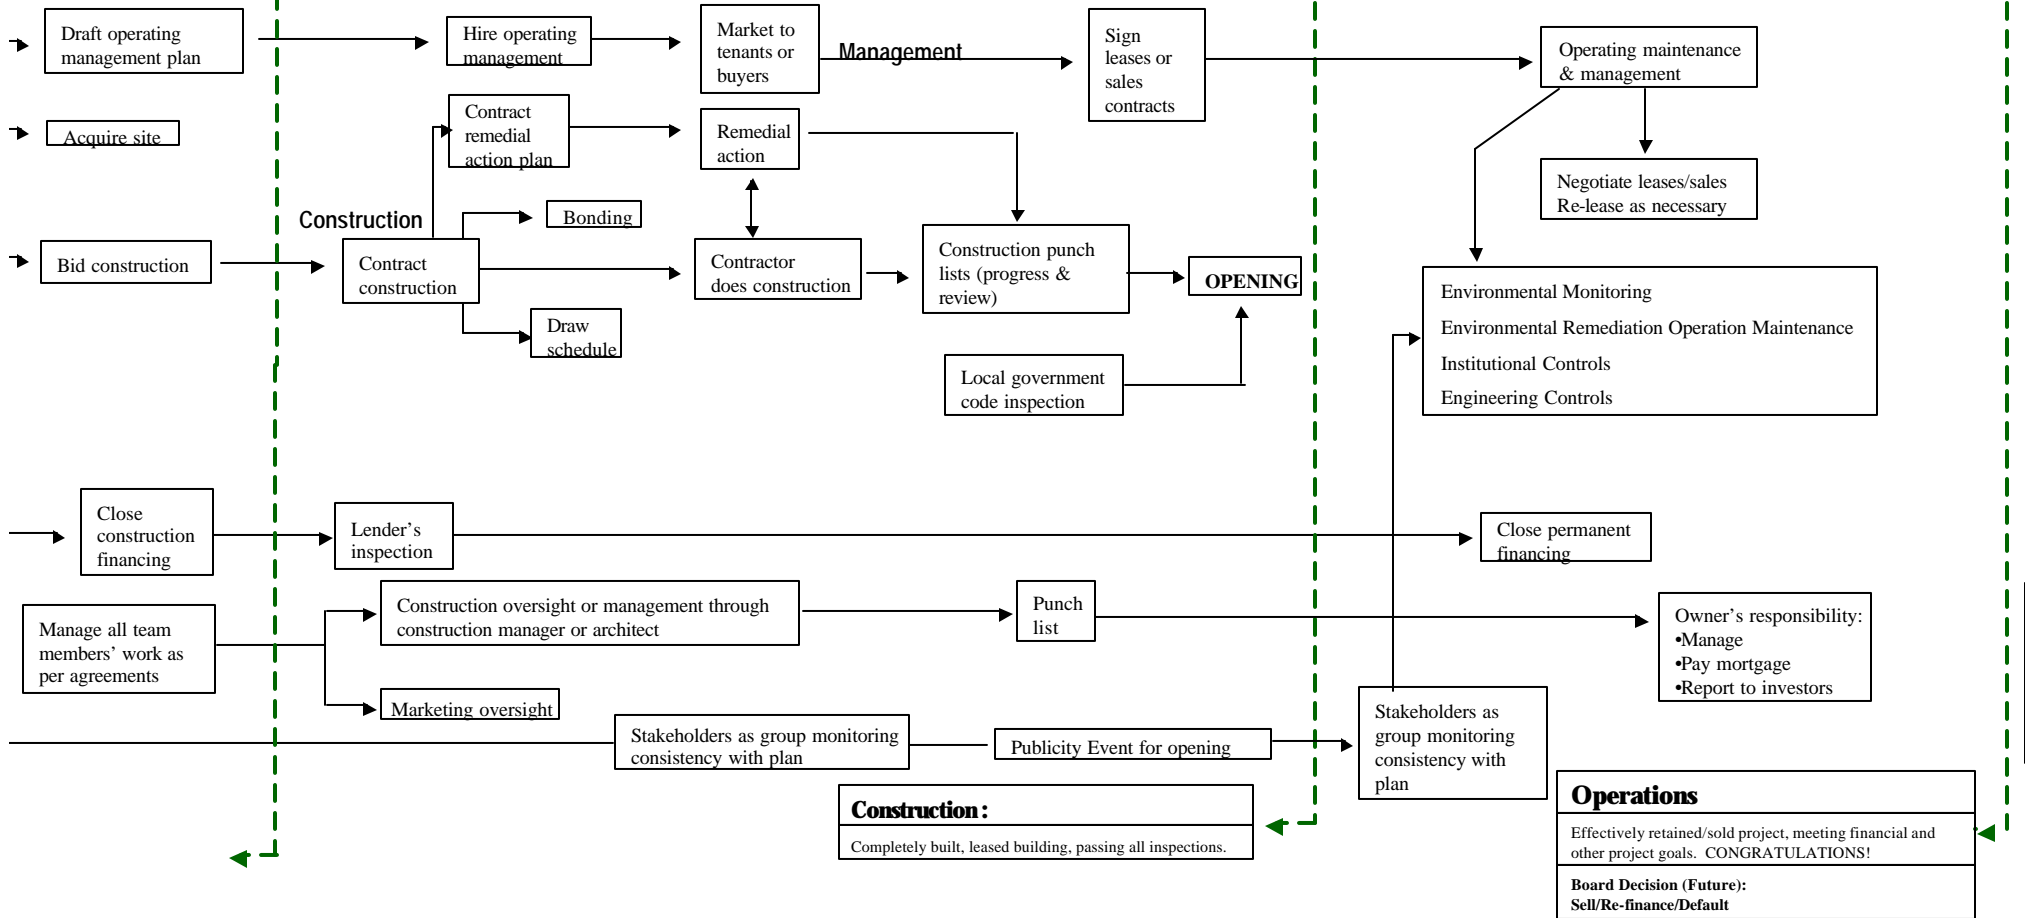 Draft operating
management plan
Hire operating
management
Market to
tenants or
buyers
Management
Sign
leases or
sales
contracts
Operating maintenance
& management
Acquire site
Contract
remedial
action plan
Remedial
action
Negotiate leases/sales
Re-lease as necessary
Construction
Bonding
Bid construction
Contract
construction
Contractor
does construction
Construction punch
lists (progress &
review)
OPENING
Draw
schedule
Local government
code inspection
Environmental Monitoring
Environmental Remediation Operation Maintenance
Institutional Controls
Engineering Controls
Close
construction
financing
Lender’s
inspection
Close permanent
financing
Manage all team
members’ work as
per agreements
Construction oversight or management through
construction manager or architect
Punch
list
Owner’s responsibility:
•Manage
•Pay mortgage
•Report to investors
Marketing oversight
Stakeholders as group monitoring
consistency with plan
Publicity Event for opening
Stakeholders as
group monitoring
consistency with
plan
Construction:
Completely built, leased building, passing all inspections.
Operations
Effectively retained/sold project, meeting financial and
other project goals.  CONGRATULATIONS!
Board Decision (Future):
Sell/Re-finance/Default